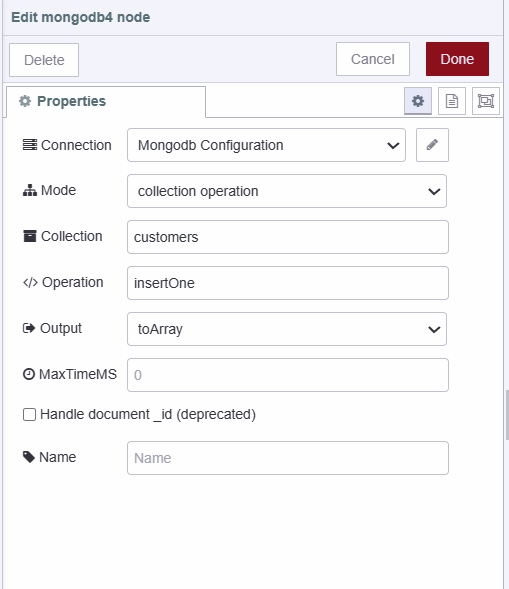 Edit mongodb4 node
Delete
Cancel
Done
Properties
Connection Mongodb Configuration
Mode collection operation
Collection customers
</> Operation insertOne
Output toArray
MaxTimeMS 0
Handle document _id (deprecated)
Name Name